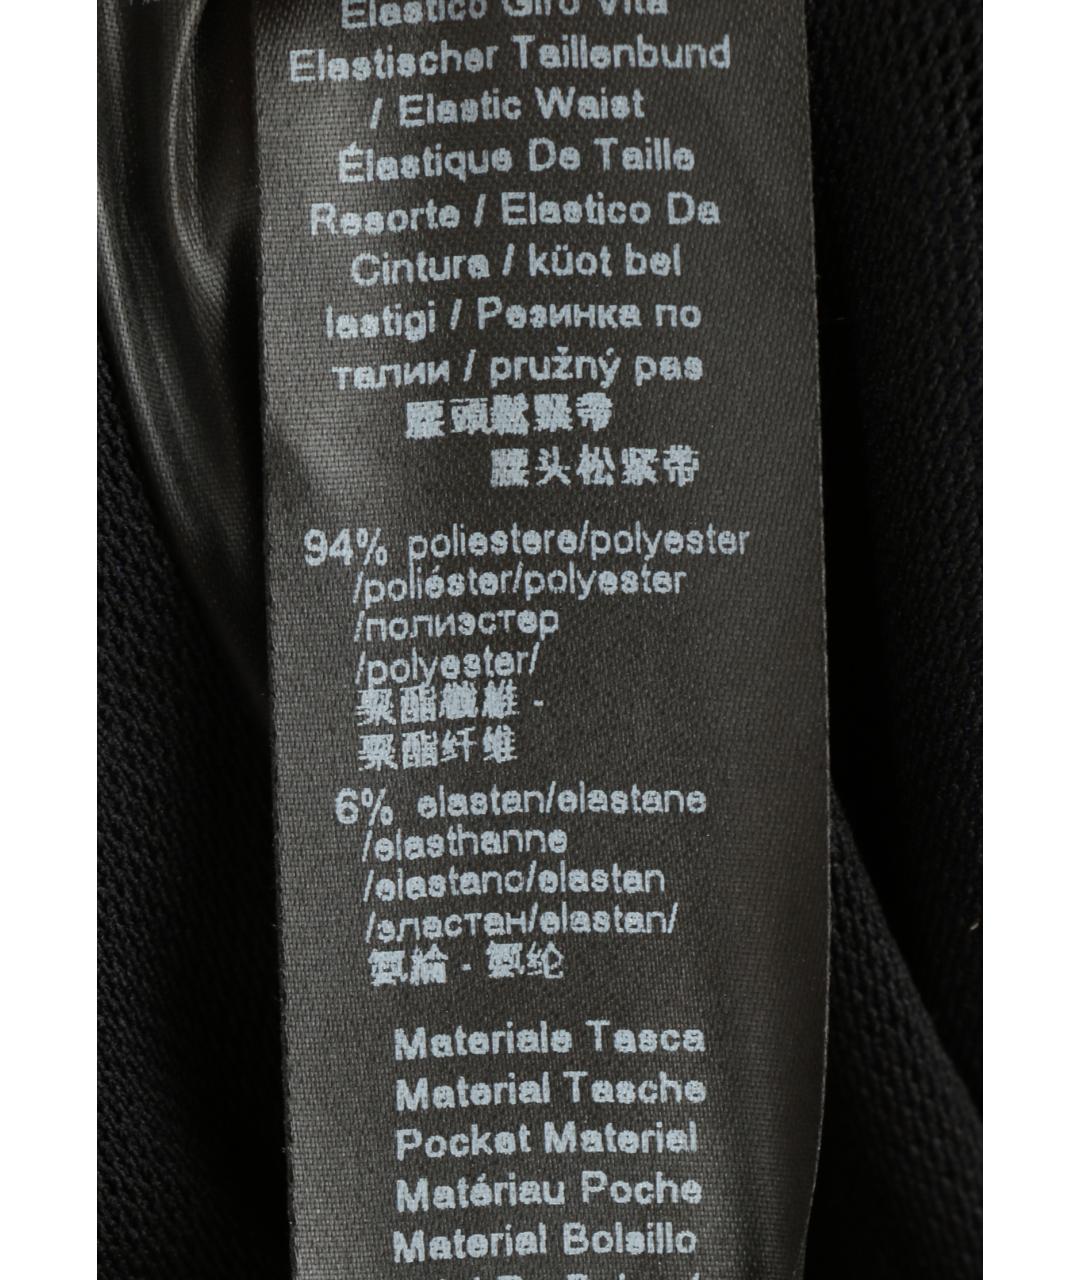 Elastico Giro Vita
Elastischer Taillenbund
/ Elastic Waist
Élastique De Taille
Resorte / Elastico Da
Cintura / küot bel
lastigi / Резинка по
талии / pružný pas
腰頭鬆緊帶
腰头松紧带
94% poliestere/polyester
/poliéster/polyester
/полиэстер
/polyester/
聚酯纖維 -
聚酯纤维
6% elastan/elastane
/elasthanne
/elastano/elastan
/эластан/elastan/
氨綸 - 氨纶
Materiale Tasca
Material Tasche
Pocket Material
Matériau Poche
Material Bolsillo